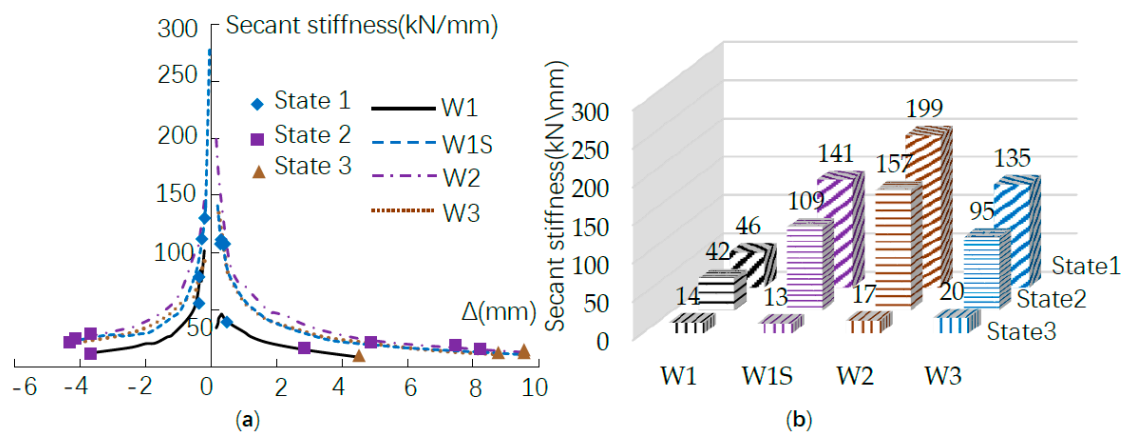 Secant stiffness(kN/mm)
300
250
200
150
100
50
State 1
State 2
State 3
W1
W1S
W2
W3
Δ(mm)
-6 -4 -2 0 2 4 6 8 10
(a)
Secant stiffness(kN\mm)
300
250
200
150
100
50
0
46 141 199 135
42 109 157 95
14 13 17 20
State1
State2
State3
W1 W1S W2 W3
(b)